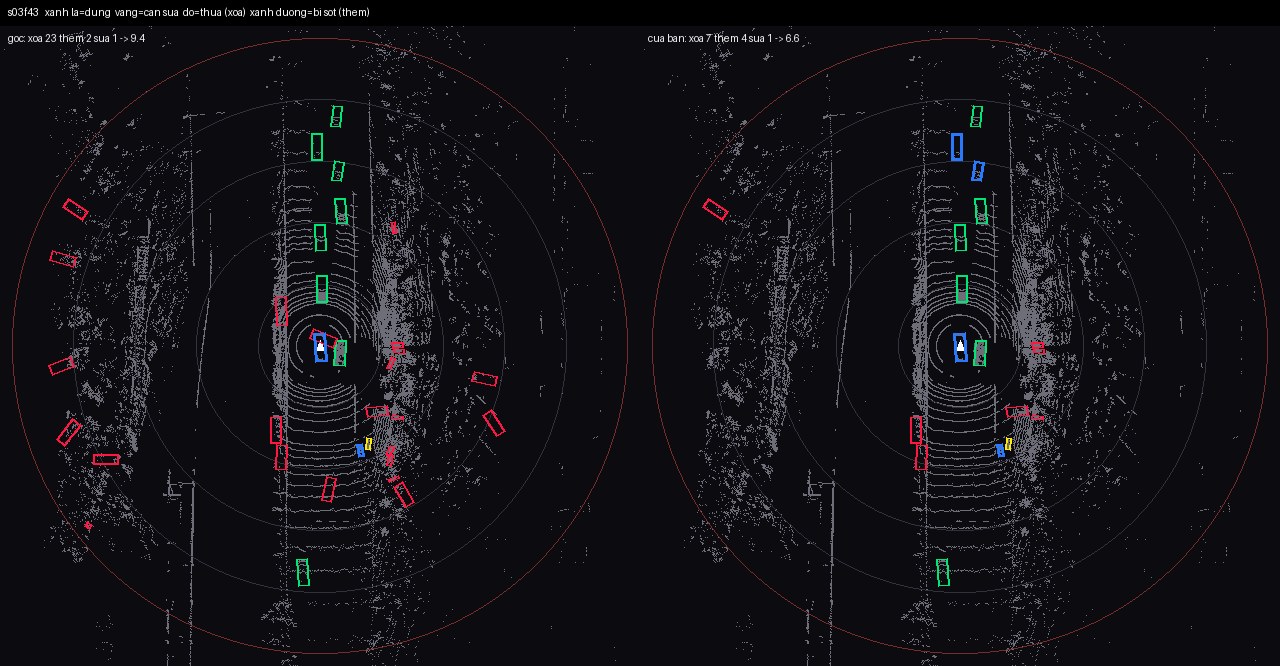 s03f43 xanh la=dung vang=can sua do=thua (xoa) xanh duong=bi sot (them)
goc: xoa 23 them 2 sua 1 -> 9.4
cua ban: xoa 7 them 4 sua 1 -> 6.6